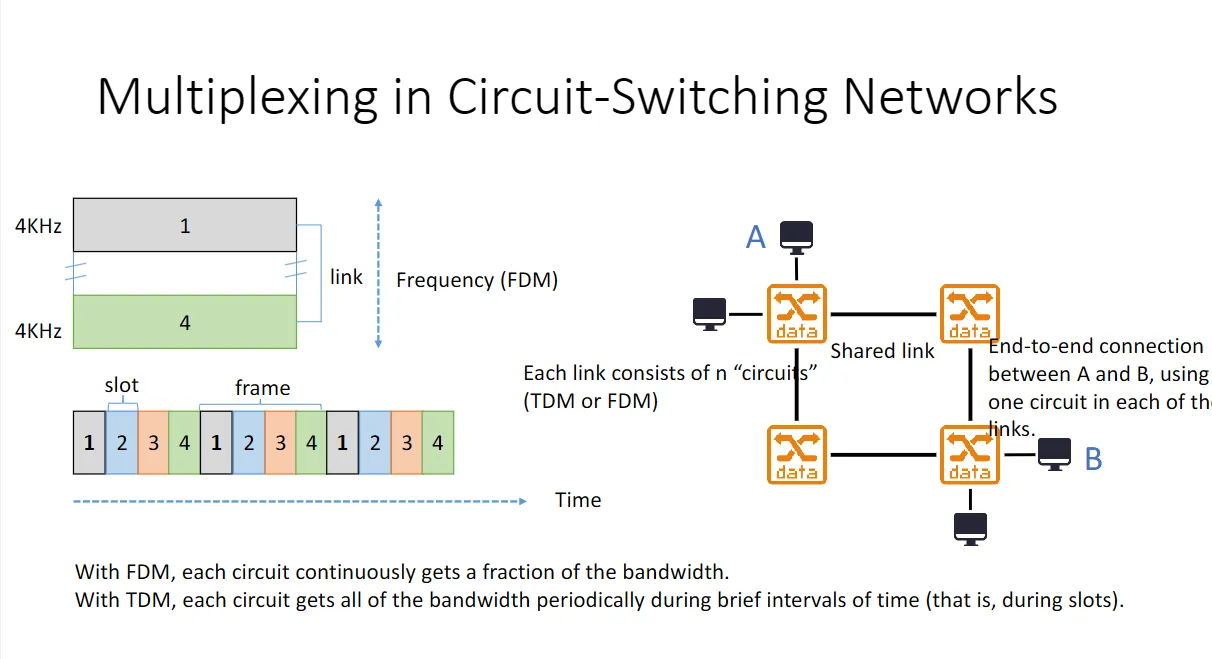 Multiplexing in Circuit-Switching Networks
4KHz
1
link
Frequency (FDM)
4KHz
4
slot
frame
1 2 3 4 1 2 3 4 1 2 3 4
Time
A
data
data
Shared link
Each link consists of n “circuits”
(TDM or FDM)
End-to-end connection
between A and B, using
one circuit in each of the
links.
data
data
B
With FDM, each circuit continuously gets a fraction of the bandwidth.
With TDM, each circuit gets all of the bandwidth periodically during brief intervals of time (that is, during slots).